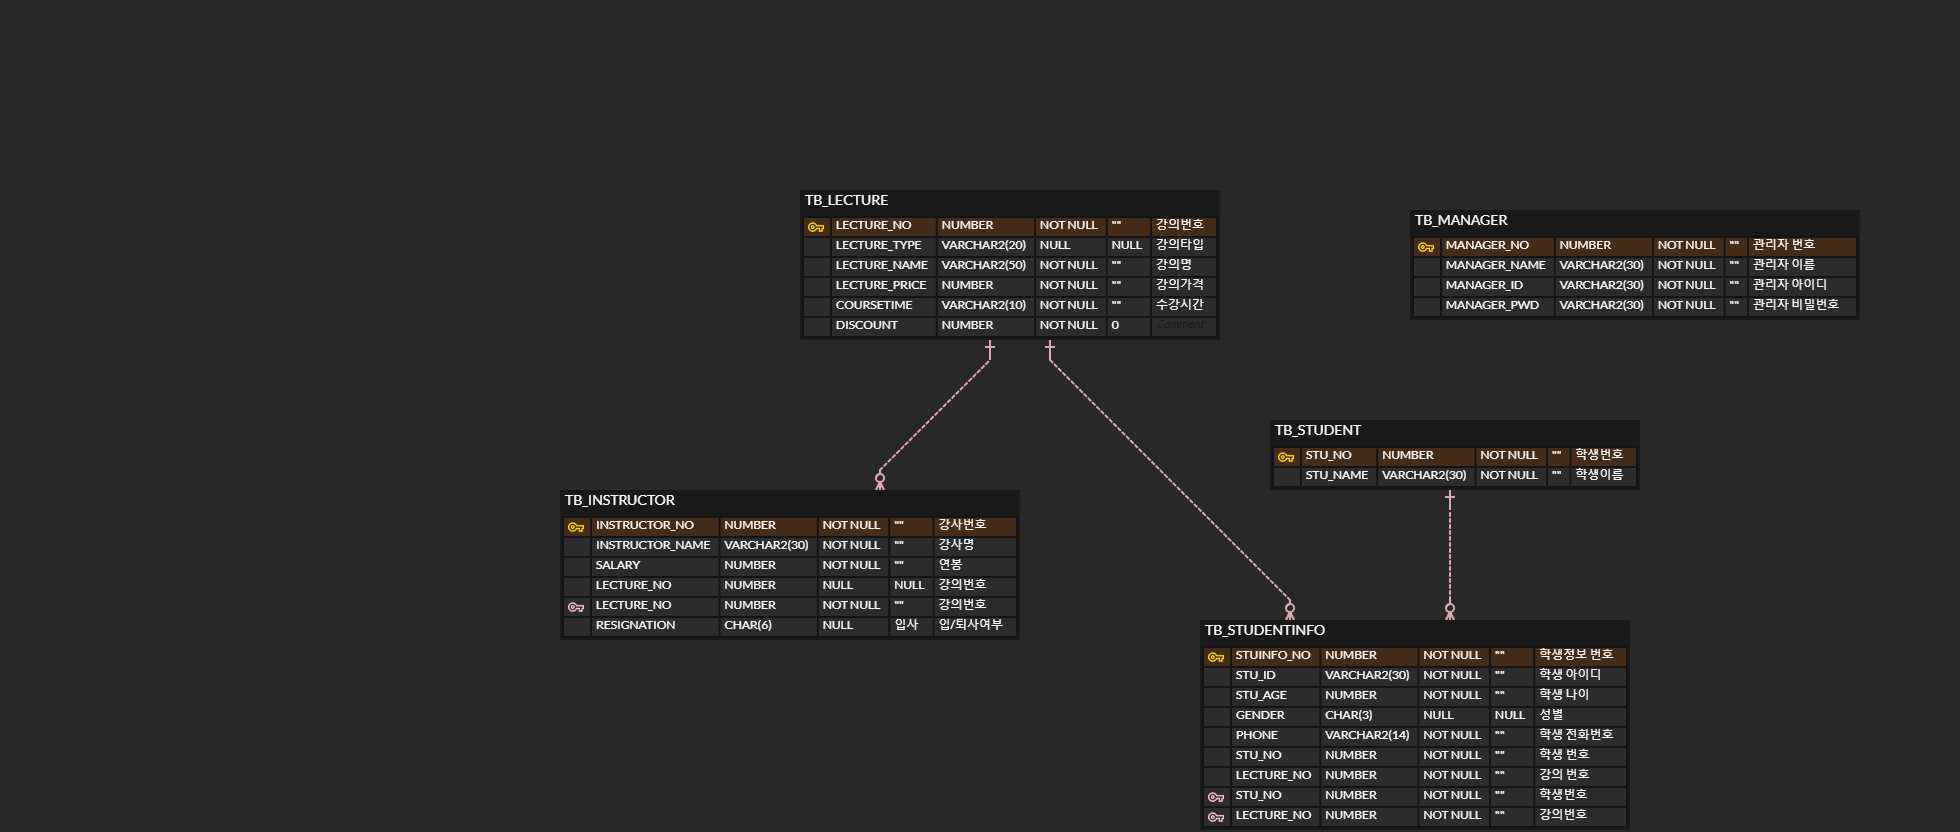 TB_LECTURE
LECTURE_NO NUMBER NOT NULL "" 강의번호
LECTURE_TYPE VARCHAR2(20) NULL NULL 강의타입
LECTURE_NAME VARCHAR2(50) NOT NULL "" 강의명
LECTURE_PRICE NUMBER NOT NULL "" 강의가격
COURSETIME VARCHAR2(10) NOT NULL "" 수강시간
DISCOUNT NUMBER NOT NULL 0 Comment
TB_MANAGER
MANAGER_NO NUMBER NOT NULL "" 관리자 번호
MANAGER_NAME VARCHAR2(30) NOT NULL "" 관리자 이름
MANAGER_ID VARCHAR2(30) NOT NULL "" 관리자 아이디
MANAGER_PWD VARCHAR2(30) NOT NULL "" 관리자 비밀번호
TB_STUDENT
STU_NO NUMBER NOT NULL "" 학생번호
STU_NAME VARCHAR2(30) NOT NULL "" 학생이름
TB_INSTRUCTOR
INSTRUCTOR_NO NUMBER NOT NULL "" 강사번호
INSTRUCTOR_NAME VARCHAR2(30) NOT NULL "" 강사명
SALARY NUMBER NOT NULL "" 연봉
LECTURE_NO NUMBER NULL NULL 강의번호
LECTURE_NO NUMBER NOT NULL "" 강의번호
RESIGNATION CHAR(6) NULL 입사 입/퇴사여부
TB_STUDENTINFO
STUINFO_NO NUMBER NOT NULL "" 학생정보 번호
STU_ID VARCHAR2(30) NOT NULL "" 학생 아이디
STU_AGE NUMBER NOT NULL "" 학생 나이
GENDER CHAR(3) NULL NULL 성별
PHONE VARCHAR2(14) NOT NULL "" 학생 전화번호
STU_NO NUMBER NOT NULL "" 학생 번호
LECTURE_NO NUMBER NOT NULL "" 강의 번호
STU_NO NUMBER NOT NULL "" 학생번호
LECTURE_NO NUMBER NOT NULL "" 강의번호